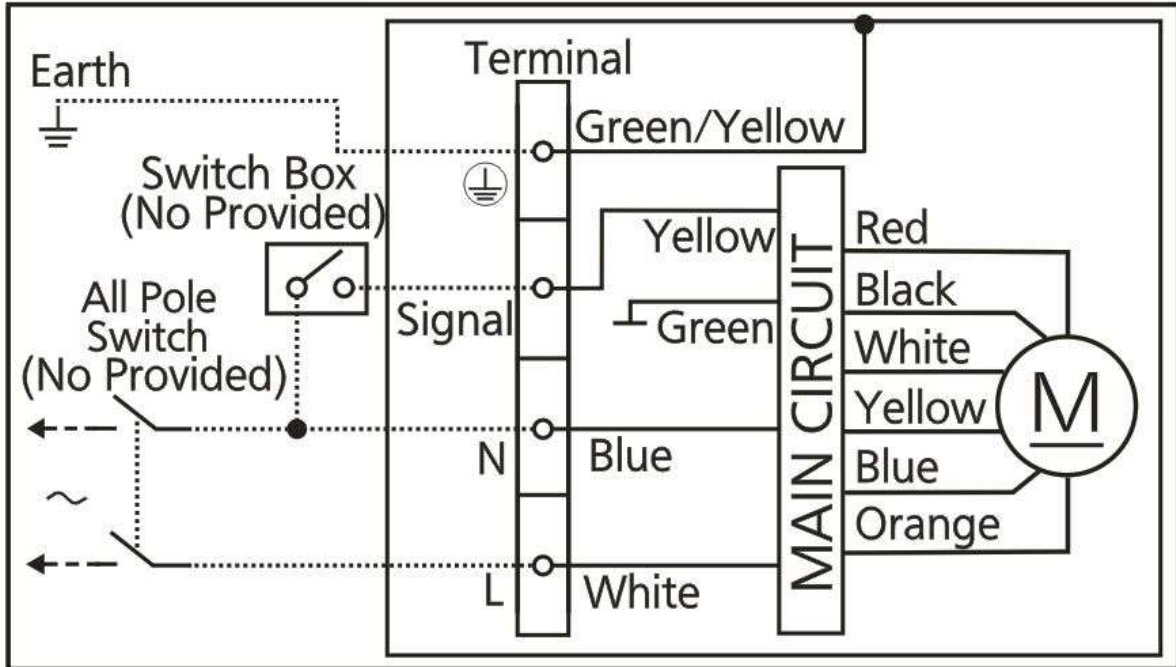 Earth
Terminal
Green/Yellow
Switch Box
(No Provided)
Yellow
Red
All Pole
Switch
(No Provided)
Signal
Green
Black
White
Yellow
N
Blue
Blue
Orange
L
White
MAIN CIRCUIT
M